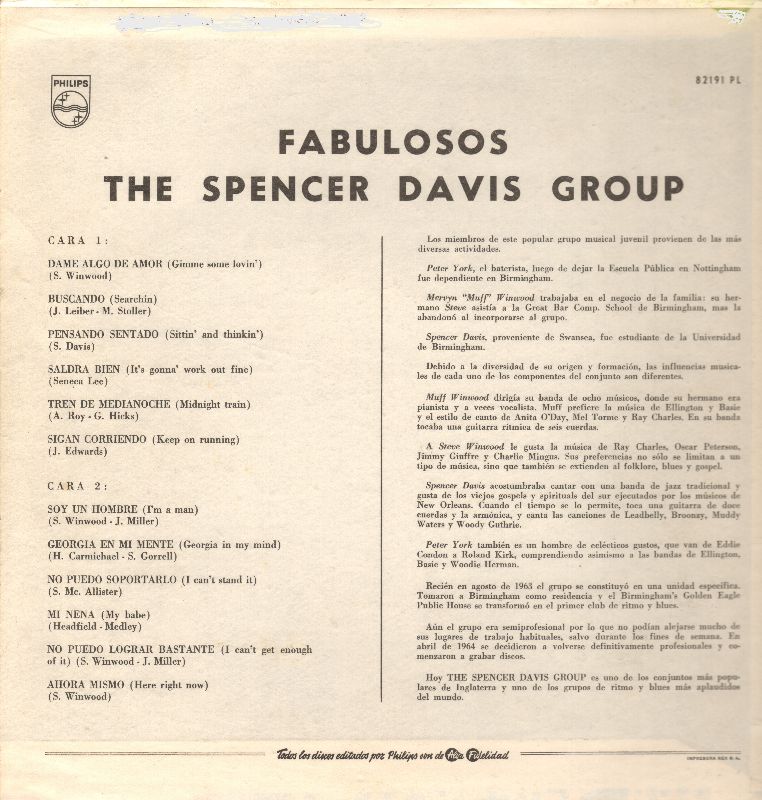 PHILIPS
82191 PL
FABULOSOS
THE SPENCER DAVIS GROUP
CARA 1:
DAME ALGO DE AMOR (Gimme some lovin')
(S. Winwood)
BUSCANDO (Searchin)
(J. Leiber - M. Stoller)
PENSANDO SENTADO (Sittin' and thinkin')
(S. Davis)
SALDRA BIEN (It's gonna' work out fine)
(Seneca Lee)
TREN DE MEDIANOCHE (Midnight train)
(A. Roy - G. Hicks)
SIGAN CORRIENDO (Keep on running)
(J. Edwards)
CARA 2:
SOY UN HOMBRE (I'm a man)
(S. Winwood - J. Miller)
GEORGIA EN MI MENTE (Georgia in my mind)
(H. Carmichael - S. Gorrell)
NO PUEDO SOPORTARLO (I can't stand it)
(S. Mc. Allister)
MI NENA (My babe)
(Headfield - Medley)
NO PUEDO LOGRAR BASTANTE (I can't get enough
of it) (S. Winwood - J. Miller)
AHORA MISMO (Here right now)
(S. Winwood)
Los miembros de este popular grupo musical juvenil provienen de las más
diversas actividades.
Peter York, el baterista, luego de dejar la Escuela Pública en Nottingham
fue dependiente en Birmingham.
Mervyn "Muff" Winwood trabajaba en el negocio de la familia: su her-
mano Steve asistía a la Great Bar Comp. School de Birmingham, mas la
abandonó al incorporarse al grupo.
Spencer Davis, proveniente de Swansea, fue estudiante de la Universidad
de Birmingham.
Debido a la diversidad de su origen y formación, las influencias musica-
les de cada uno de los componentes del conjunto son diferentes.
Muff Winwood dirigía su banda de ocho músicos, donde su hermano era
pianista y a veces vocalista. Muff prefiere la música de Ellington y Basie
y el estilo de canto de Anita O'Day, Mel Torme y Ray Charles. En su banda
tocaba una guitarra rítmica de seis cuerdas.
A Steve Winwood le gusta la música de Ray Charles, Oscar Peterson,
Jimmy Giuffre y Charlie Mingus. Sus preferencias no sólo se limitan a un
tipo de música, sino que también se extienden al folklore, blues y gospel.
Spencer Davis acostumbraba cantar con una banda de jazz tradicional y
gusta de los viejos gospels y spirituals del sur ejecutados por los músicos de
New Orleans. Cuando el tiempo se lo permite, toca una guitarra de doce
cuerdas y la armónica, y canta las canciones de Leadbelly, Broonzy, Muddy
Waters y Woody Guthrie.
Peter York también es un hombre de eclécticos gustos, que van de Eddie
Condon a Roland Kirk, comprendiendo asimismo a las bandas de Ellington,
Basie y Woodie Herman.
Recién en agosto de 1963 el grupo se constituyó en una unidad específica.
Tomaron a Birmingham como residencia y el Birmingham's Golden Eagle
Public House se transformó en el primer club de ritmo y blues.
Aún el grupo era semiprofesional por lo que no podían alejarse mucho de
sus lugares de trabajo habituales, salvo durante los fines de semana. En
abril de 1964 se decidieron a volverse definitivamente profesionales y co-
menzaron a grabar discos.
Hoy THE SPENCER DAVIS GROUP es uno de los conjuntos más popu-
lares de Inglaterra y uno de los grupos de ritmo y blues más aplaudidos
del mundo.
Todos los discos editados por Philips son de Alta Fidelidad
IMPRESORA REX S. A.